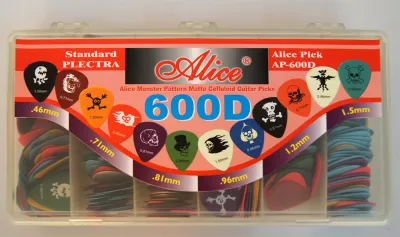 Standard
PLECTRA
Alice®
Alice Pick
AP-600D
Alice Monster Pattern Matte Celluloid Guitar Picks
600D
.46mm
.71mm
.81mm
.96mm
1.2mm
1.5mm